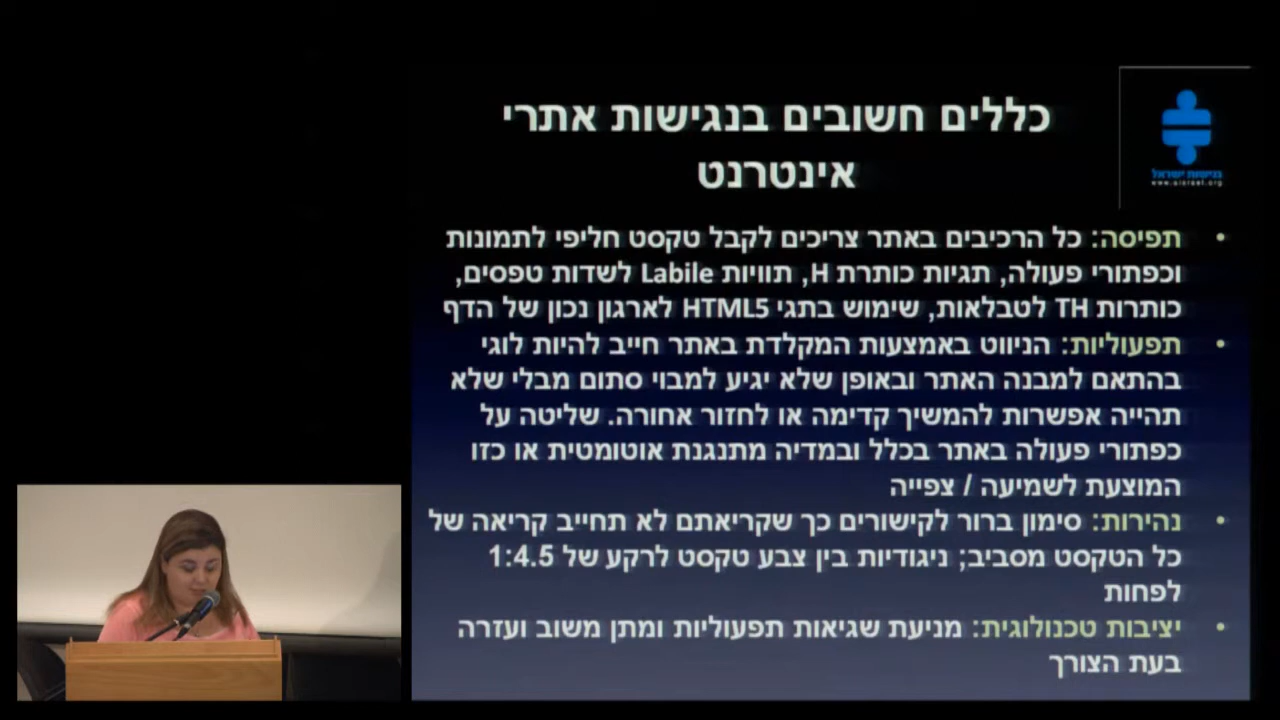 כללים חשובים בנגישות אתרי
אינטרנט
נגישות ישראל
www.aisrael.org
• תפיסה: כל הרכיבים באתר צריכים לקבל טקסט חליפי לתמונות
וכפתורי פעולה, תגיות כותרת H, תוויות Labile לשדות טפסים,
כותרות TH לטבלאות, שימוש בתגי HTML5 לארגון נכון של הדף
• תפעוליות: הניווט באמצעות המקלדת באתר חייב להיות לוגי
בהתאם למבנה האתר ובאופן שלא יגיע למבוי סתום מבלי שלא
תהייה אפשרות להמשיך קדימה או לחזור אחורה. שליטה על
כפתורי פעולה באתר בכלל ובמדיה מתנגנת אוטומטית או כזו
המוצעת לשמיעה / צפייה
• נהירות: סימון ברור לקישורים כך שקריאתם לא תחייב קריאה של
כל הטקסט מסביב; ניגודיות בין צבע טקסט לרקע של 1:4.5
לפחות
• יציבות טכנולוגית: מניעת שגיאות תפעוליות ומתן משוב ועזרה
בעת הצורך